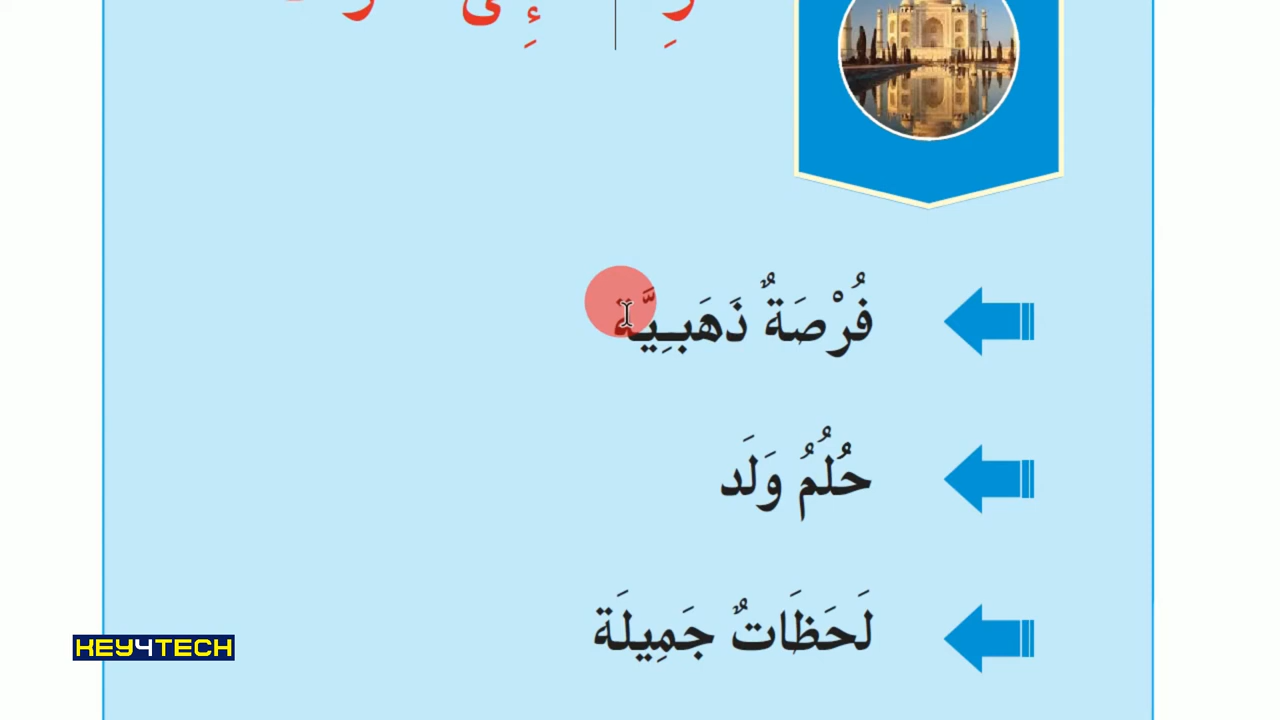 فُرْصَةٌ ذَهَبِيَّة
حُلُمُ وَلَد
لَحَظَاتٌ جَمِيلَة
KEY4TECH